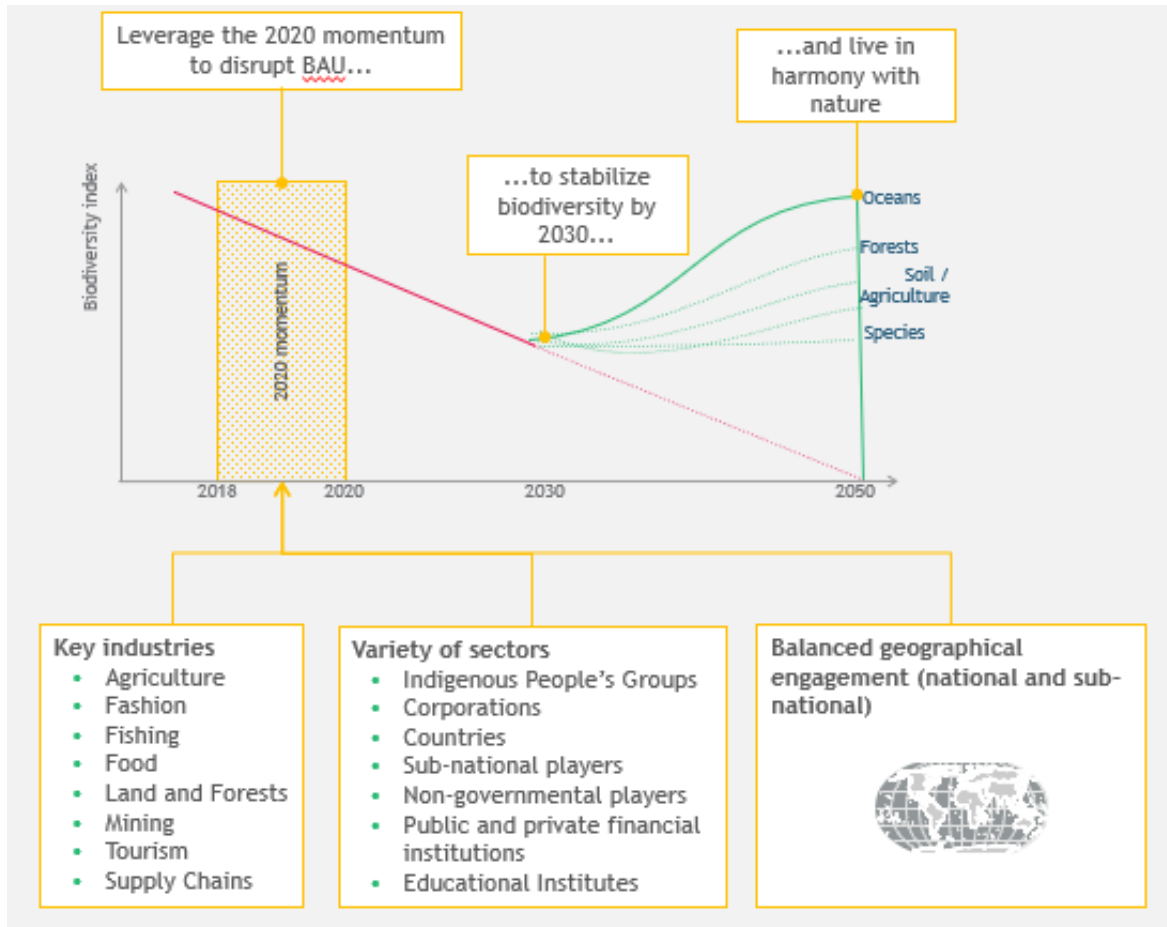 Leverage the 2020 momentum
to disrupt BAU...
...and live in
harmony with
nature
...to stabilize
biodiversity by
2030...
Biodiversity index
2020 momentum
Oceans
Forests
Soil /
Agriculture
Species
2018
2020
2030
2050
Key industries
• Agriculture
• Fashion
• Fishing
• Food
• Land and Forests
• Mining
• Tourism
• Supply Chains
Variety of sectors
• Indigenous People's Groups
• Corporations
• Countries
• Sub-national players
• Non-governmental players
• Public and private financial
institutions
• Educational Institutes
Balanced geographical
engagement (national and sub-
national)